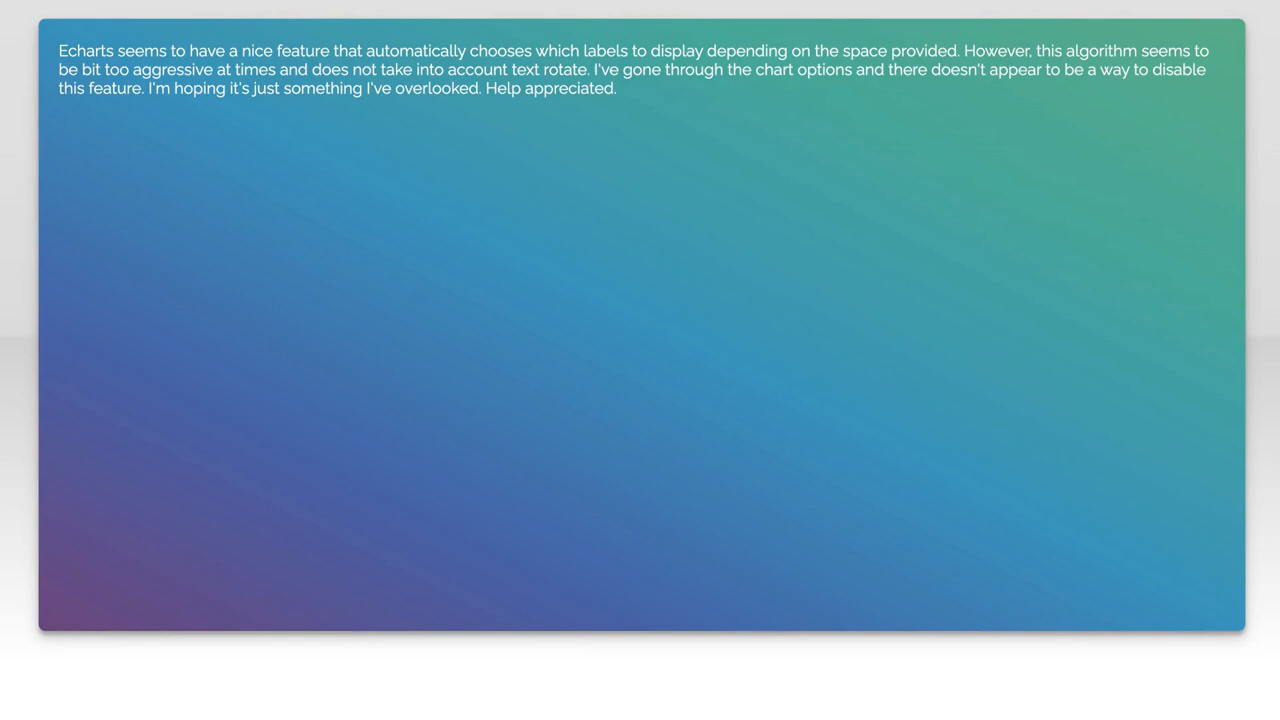 Echarts seems to have a nice feature that automatically chooses which labels to display depending on the space provided. However, this algorithm seems to
be bit too aggressive at times and does not take into account text rotate. I've gone through the chart options and there doesn't appear to be a way to disable
this feature. I'm hoping it's just something I've overlooked. Help appreciated.